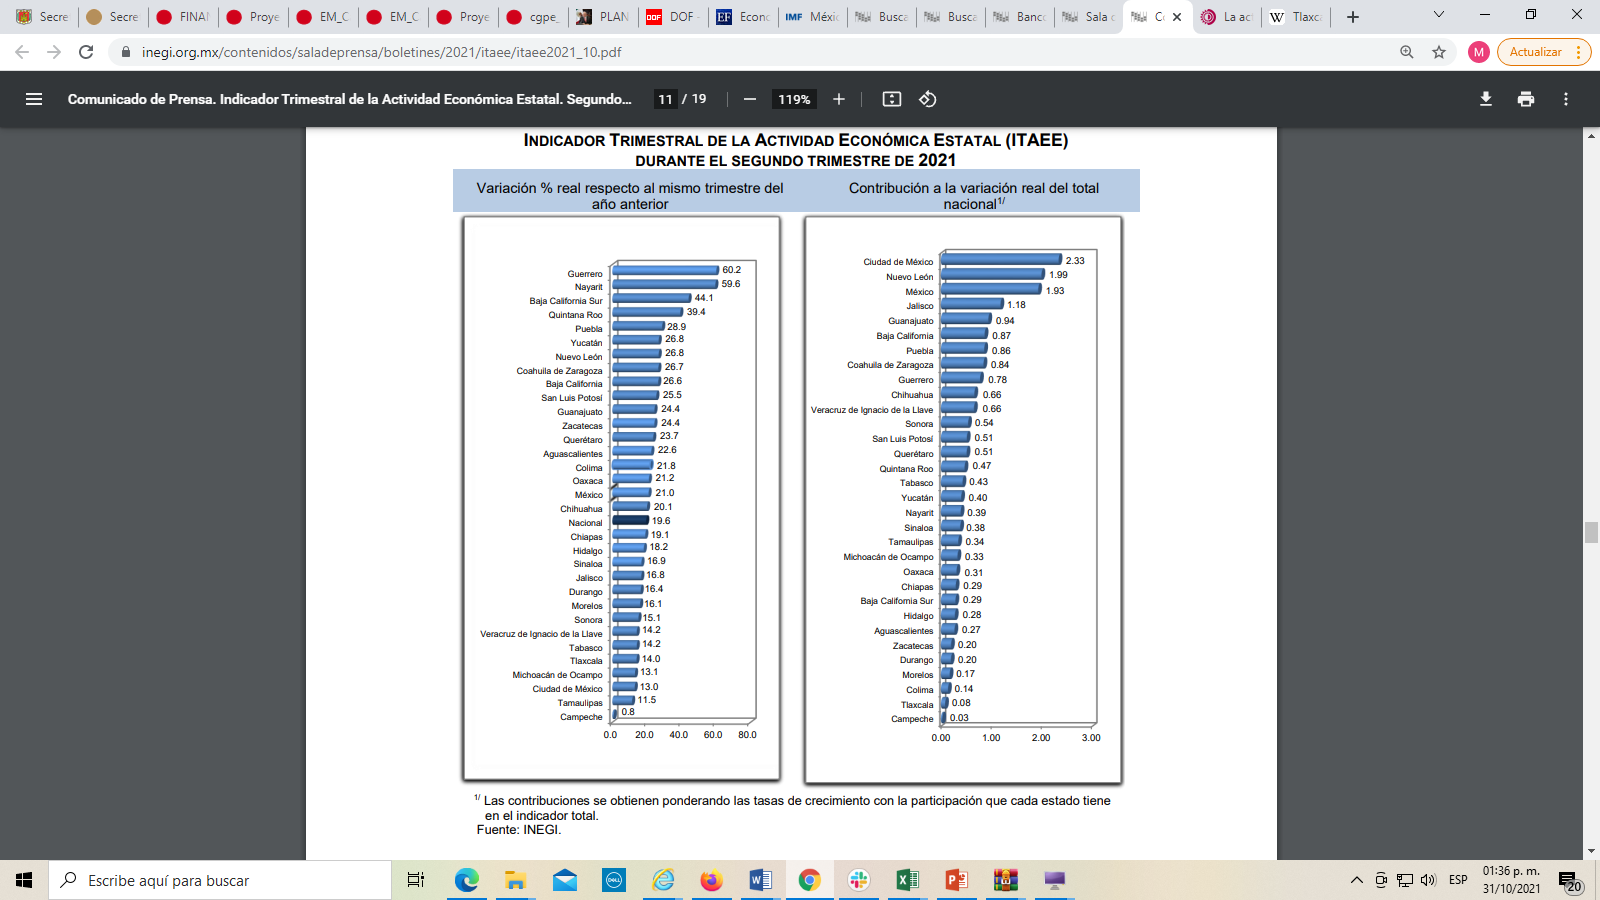 Secre
Secre
FINAN
Proye
EM_C
EM_C
Proye
cgpe_
PLAN
DOF
DOF -
EF
Econo
IMF
Méxic
Busca
Busca
Banco
Sala d
Co
La act
W
Tlaxca
inegi.org.mx/contenidos/saladeprensa/boletines/2021/itaee/itaee2021_10.pdf
M
Actualizar
Comunicado de Prensa. Indicador Trimestral de la Actividad Económica Estatal. Segundo...
11 / 19
119%
INDICADOR TRIMESTRAL DE LA ACTIVIDAD ECONÓMICA ESTATAL (ITAEE)
DURANTE EL SEGUNDO TRIMESTRE DE 2021
Variación % real respecto al mismo trimestre del
año anterior
Contribución a la variación real del total
nacional1/
Guerrero 60.2
Nayarit 59.6
Baja California Sur 44.1
Quintana Roo 39.4
Puebla 28.9
Yucatán 26.8
Nuevo León 26.8
Coahuila de Zaragoza 26.7
Baja California 26.6
San Luis Potosí 25.5
Guanajuato 24.4
Zacatecas 24.4
Querétaro 23.7
Aguascalientes 22.6
Colima 21.8
Oaxaca 21.2
México 21.0
Chihuahua 20.1
Nacional 19.6
Chiapas 19.1
Hidalgo 18.2
Sinaloa 16.9
Jalisco 16.8
Durango 16.4
Morelos 16.1
Sonora 15.1
Veracruz de Ignacio de la Llave 14.2
Tabasco 14.2
Tlaxcala 14.0
Michoacán de Ocampo 13.1
Ciudad de México 13.0
Tamaulipas 11.5
Campeche 0.8
0.0 20.0 40.0 60.0 80.0
Ciudad de México 2.33
Nuevo León 1.99
México 1.93
Jalisco 1.18
Guanajuato 0.94
Baja California 0.87
Puebla 0.86
Coahuila de Zaragoza 0.84
Guerrero 0.78
Chihuahua 0.66
Veracruz de Ignacio de la Llave 0.66
Sonora 0.54
San Luis Potosí 0.51
Querétaro 0.51
Quintana Roo 0.47
Tabasco 0.43
Yucatán 0.40
Nayarit 0.39
Sinaloa 0.38
Tamaulipas 0.34
Michoacán de Ocampo 0.33
Oaxaca 0.31
Chiapas 0.29
Baja California Sur 0.29
Hidalgo 0.28
Aguascalientes 0.27
Zacatecas 0.20
Durango 0.20
Morelos 0.17
Colima 0.14
Tlaxcala 0.08
Campeche 0.03
0.00 1.00 2.00 3.00
1/ Las contribuciones se obtienen ponderando las tasas de crecimiento con la participación que cada estado tiene
en el indicador total.
Fuente: INEGI.
Escribe aquí para buscar
DELL
ESP
01:36 p. m.
31/10/2021
20